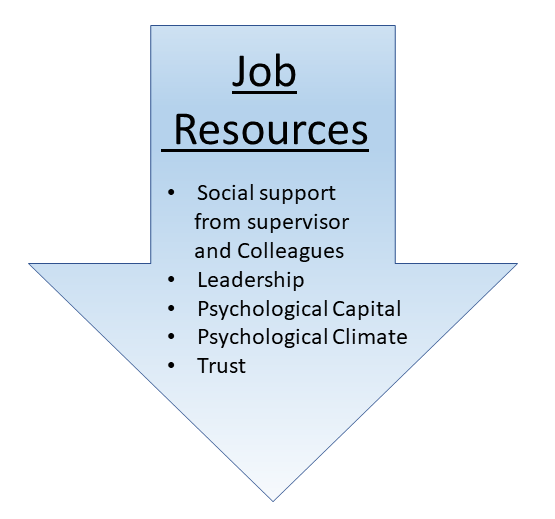 Job
Resources
• Social support
from supervisor
and Colleagues
• Leadership
• Psychological Capital
• Psychological Climate
• Trust